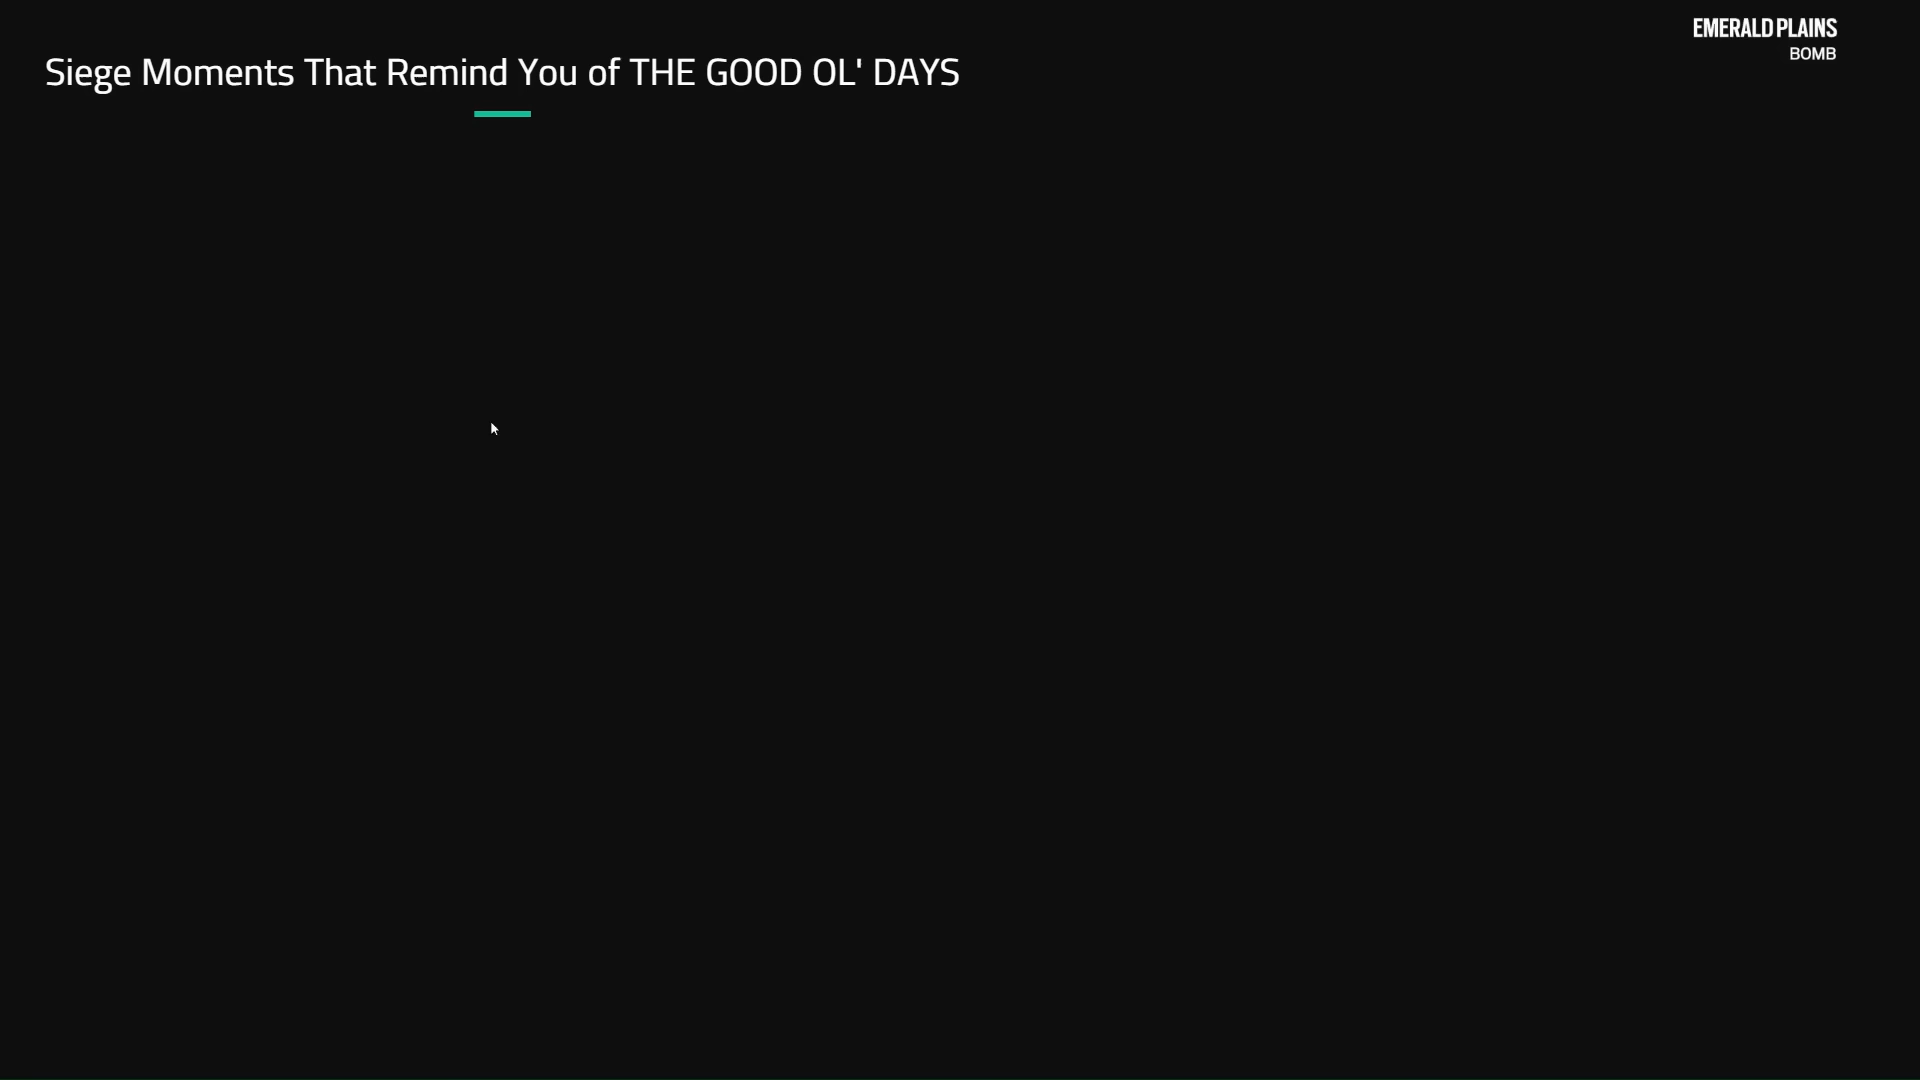 Siege Moments That Remind You of THE GOOD OL' DAYS
EMERALD PLAINS
BOMB